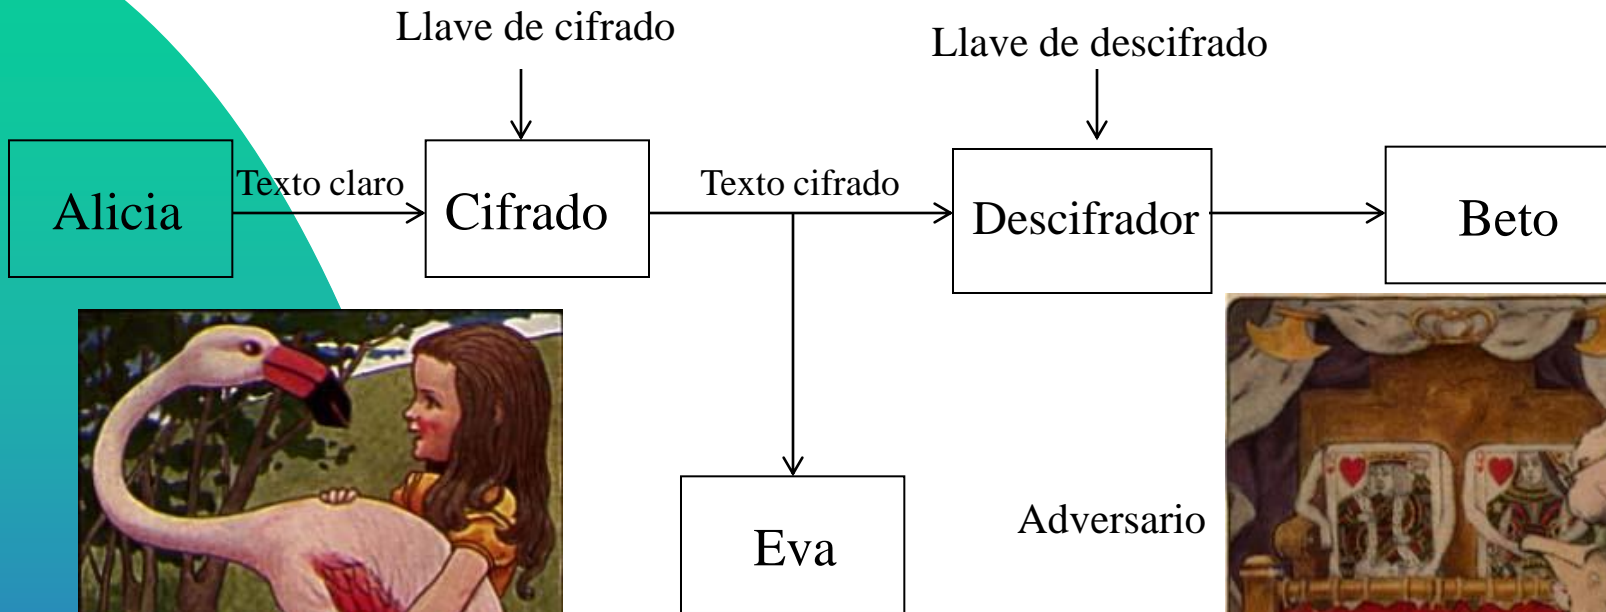 Llave de cifrado
Llave de descifrado
Alicia
Texto claro
Cifrado
Texto cifrado
Descifrador
Beto
Eva
Adversario